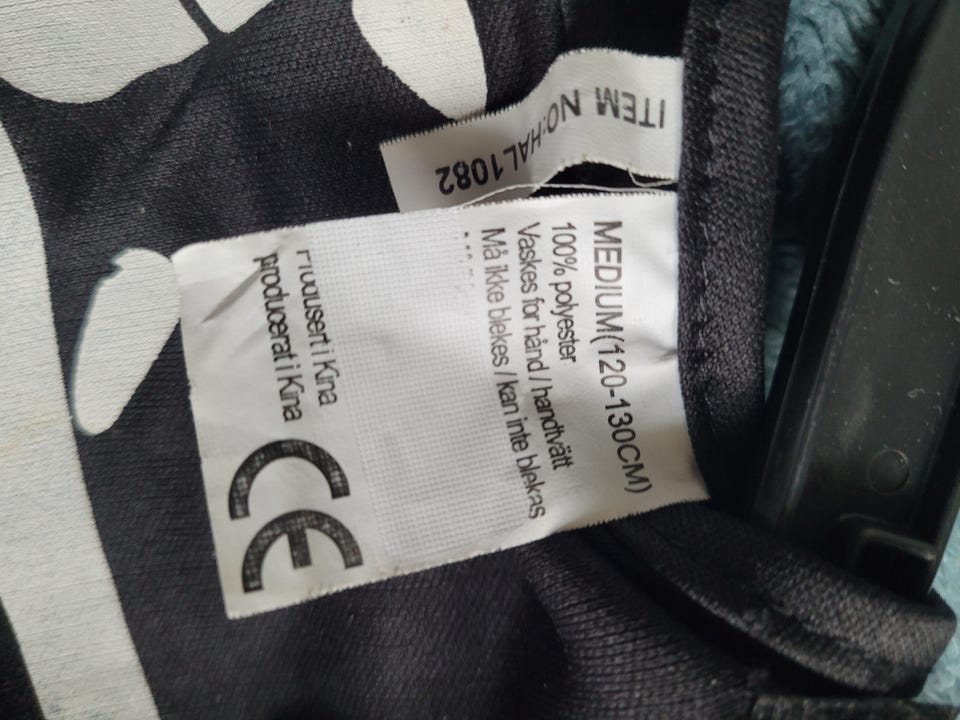 ITEM NO:HAL1082
MEDIUM(120-130CM)
100% polyester
Vaskes for hånd / handtvätt
Må ikke blekes / kan inte blekas
Produsert i Kina
producerat i Kina
CE